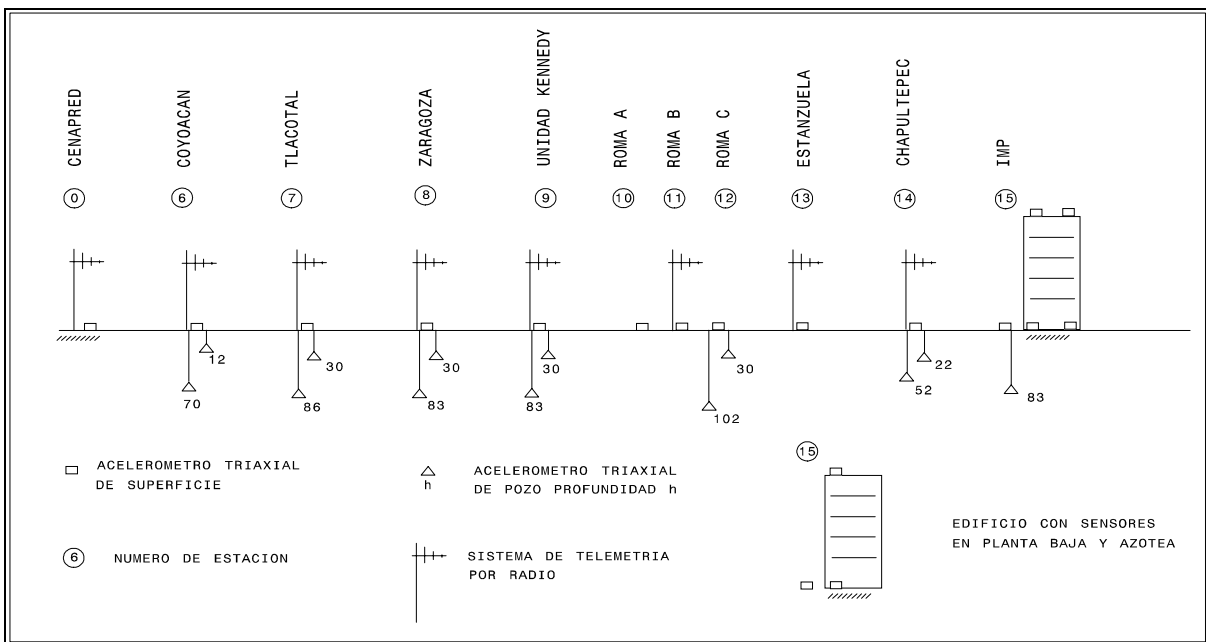 CENAPRED
COYOACAN
TLACOTAL
ZARAGOZA
UNIDAD KENNEDY
ROMA A
ROMA B
ROMA C
ESTANZUELA
CHAPULTEPEC
IMP
0
6
7
8
9
10
11
12
13
14
15
12
70
30
86
30
83
30
83
30
102
22
52
83
ACELEROMETRO TRIAXIAL
DE SUPERFICIE
h
ACELEROMETRO TRIAXIAL
DE POZO PROFUNDIDAD h
15
EDIFICIO CON SENSORES
EN PLANTA BAJA Y AZOTEA
6
NUMERO DE ESTACION
SISTEMA DE TELEMETRIA
POR RADIO